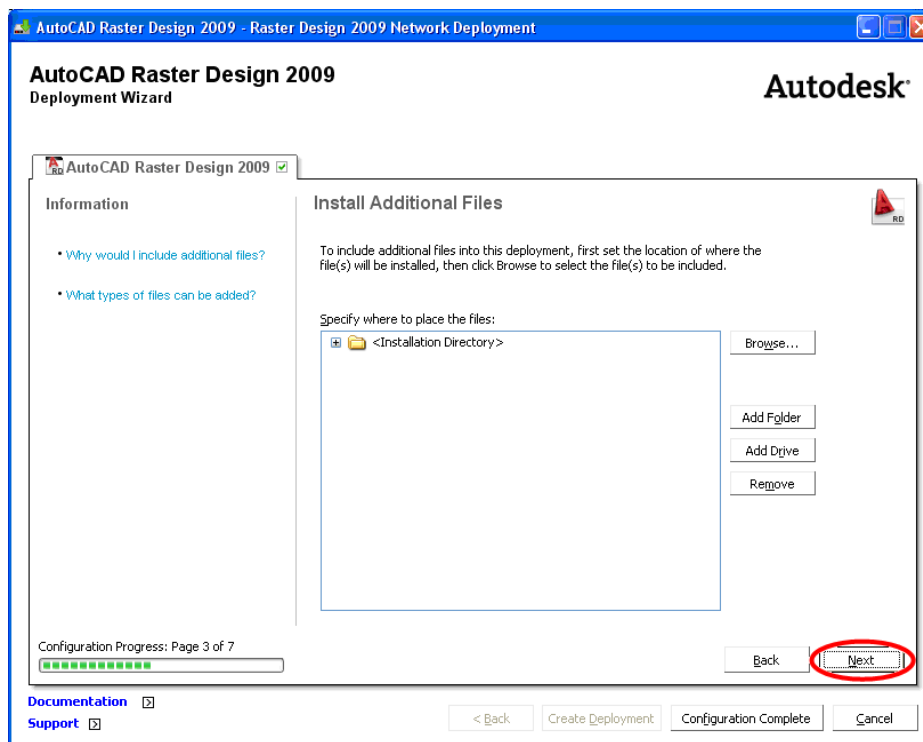 AutoCAD Raster Design 2009 - Raster Design 2009 Network Deployment
AutoCAD Raster Design 2009
Deployment Wizard
Autodesk
AutoCAD Raster Design 2009
Information
• Why would I include additional files?
• What types of files can be added?
Install Additional Files
RD
To include additional files into this deployment, first set the location of where the
file(s) will be installed, then click Browse to select the file(s) to be included.
Specify where to place the files:
<Installation Directory>
Browse...
Add Folder
Add Drive
Remove
Configuration Progress: Page 3 of 7
Back
Next
Documentation
Support
< Back
Create Deployment
Configuration Complete
Cancel